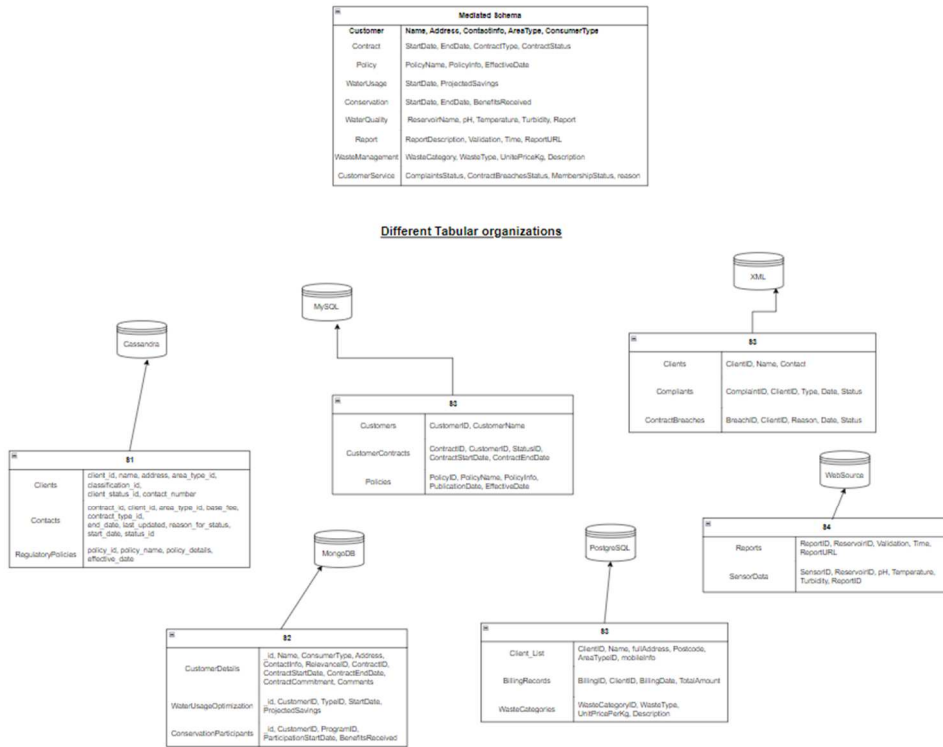 Mediated Schema
Customer Name, Address, ContactInfo, AreaType, ConsumerType
Contract StartDate, EndDate, ContractType, ContractStatus
Policy PolicyName, PolicyInfo, EffectiveDate
WaterUsage StartDate, ProjectedSavings
Conservation StartDate, EndDate, BenefitsReceived
WaterQuality ReservoirName, pH, Temperature, Turbidity, Report
Report ReportDescription, Validation, Time, ReportURL
WasteManagement WasteCategory, WasteType, UnitePriceKg, Description
CustomerService ComplaintsStatus, ContractBreachesStatus, MembershipStatus, reason
Different Tabular organizations
XML
MySQL
Cassandra
S3
Clients ClientID, Name, Contact
Compliants ComplaintID, ClientID, Type, Date, Status
ContractBreaches BreachID, ClientID, Reason, Date, Status
S3
Customers CustomerID, CustomerName
CustomerContracts ContractID, CustomerID, StatusID,
ContractStartDate, ContractEndDate
Policies PolicyID, PolicyName, PolicyInfo,
PublicationDate, EffectiveDate
S1
Clients client_id, name, address, area_type_id,
classification_id,
client_status_id, contact_number
Contacts contract_id, client_id, area_type_id, base_fee,
contract_type_id,
end_date, last_updated, reason_for_status,
start_date, status_id
RegulatoryPolicies policy_id, policy_name, policy_details,
effective_date
WebSource
S4
Reports ReportID, ReservoirID, Validation, Time,
ReportURL
SensorData SensorID, ReservoirID, pH, Temperature,
Turbidity, ReportID
MongoDB
PostgreSQL
S2
CustomerDetails _id, Name, ConsumerType, Address,
ContactInfo, RelevanceID, ContractID,
ContractStartDate, ContractEndDate,
ContractCommitment, Comments
WaterUsageOptimization _id, CustomerID, TypeID, StartDate,
ProjectedSavings
ConservationParticipants _id, CustomerID, ProgramID,
ParticipationStartDate, BenefitsReceived
S3
Client_List ClientID, Name, fullAddress, Postcode,
AreaTypeID, mobileInfo
BillingRecords BillingID, ClientID, BillingDate, TotalAmount
WasteCategories WasteCategoryID, WasteType,
UnitPricePerKg, Description